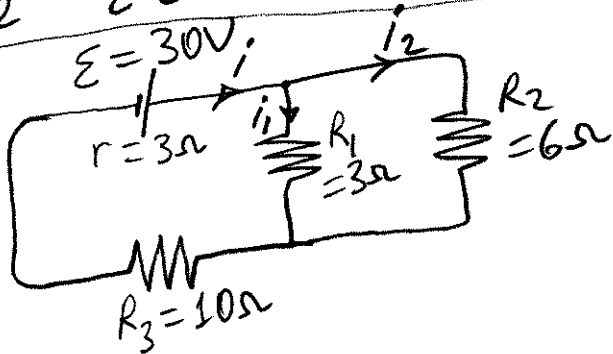 ε = 30V
i
i₂
r = 3Ω
i₁
R₁
= 3Ω
R₂
= 6Ω
R₃ = 10Ω